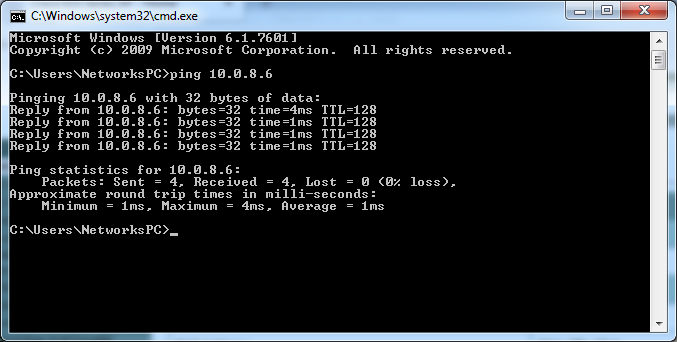 C:\Windows\system32\cmd.exe
Microsoft Windows [Version 6.1.7601]
Copyright (c) 2009 Microsoft Corporation.  All rights reserved.
C:\Users\NetworksPC>ping 10.0.8.6
Pinging 10.0.8.6 with 32 bytes of data:
Reply from 10.0.8.6: bytes=32 time=4ms TTL=128
Reply from 10.0.8.6: bytes=32 time=1ms TTL=128
Reply from 10.0.8.6: bytes=32 time=1ms TTL=128
Reply from 10.0.8.6: bytes=32 time=1ms TTL=128
Ping statistics for 10.0.8.6:
    Packets: Sent = 4, Received = 4, Lost = 0 (0% loss),
Approximate round trip times in milli-seconds:
    Minimum = 1ms, Maximum = 4ms, Average = 1ms
C:\Users\NetworksPC>_